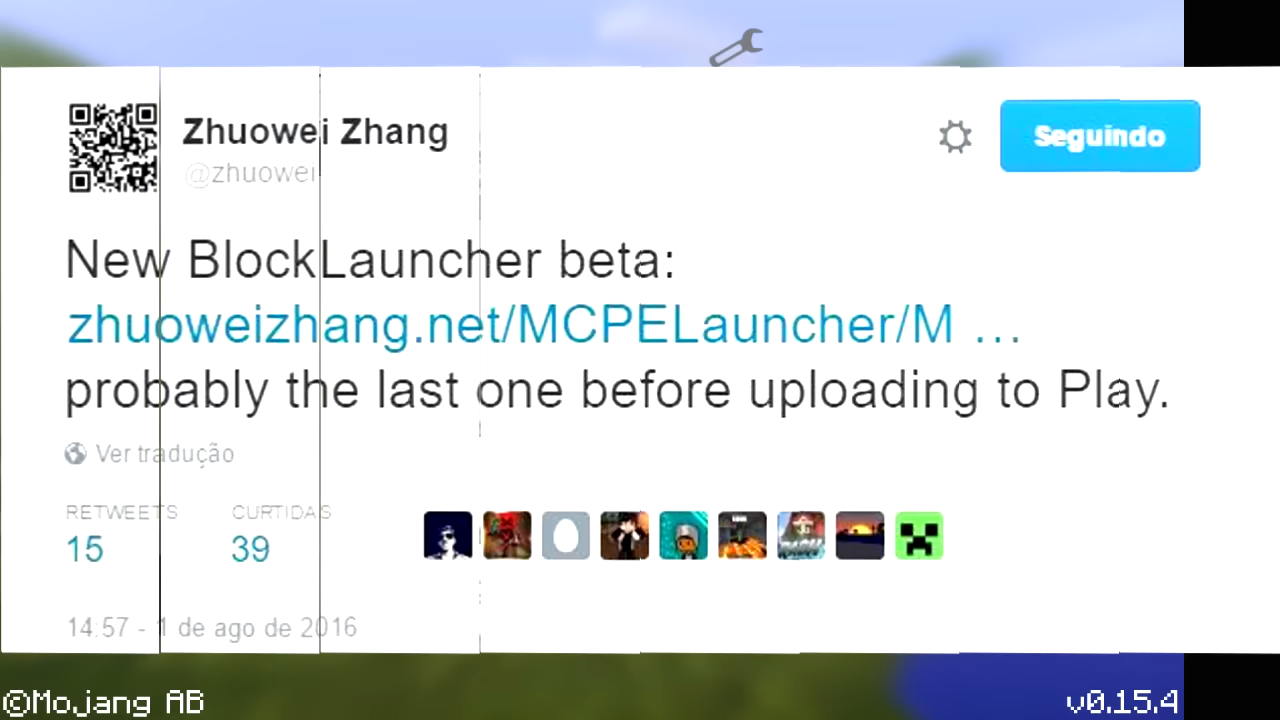 Zhuowei Zhang
@zhuowei
Seguindo
New BlockLauncher beta:
zhuoweizhang.net/MCPELauncher/M …
probably the last one before uploading to Play.
Ver tradução
RETWEETS CURTIDAS
15 39
14:57 - 1 de ago de 2016
©Mojang AB
v0.15.4